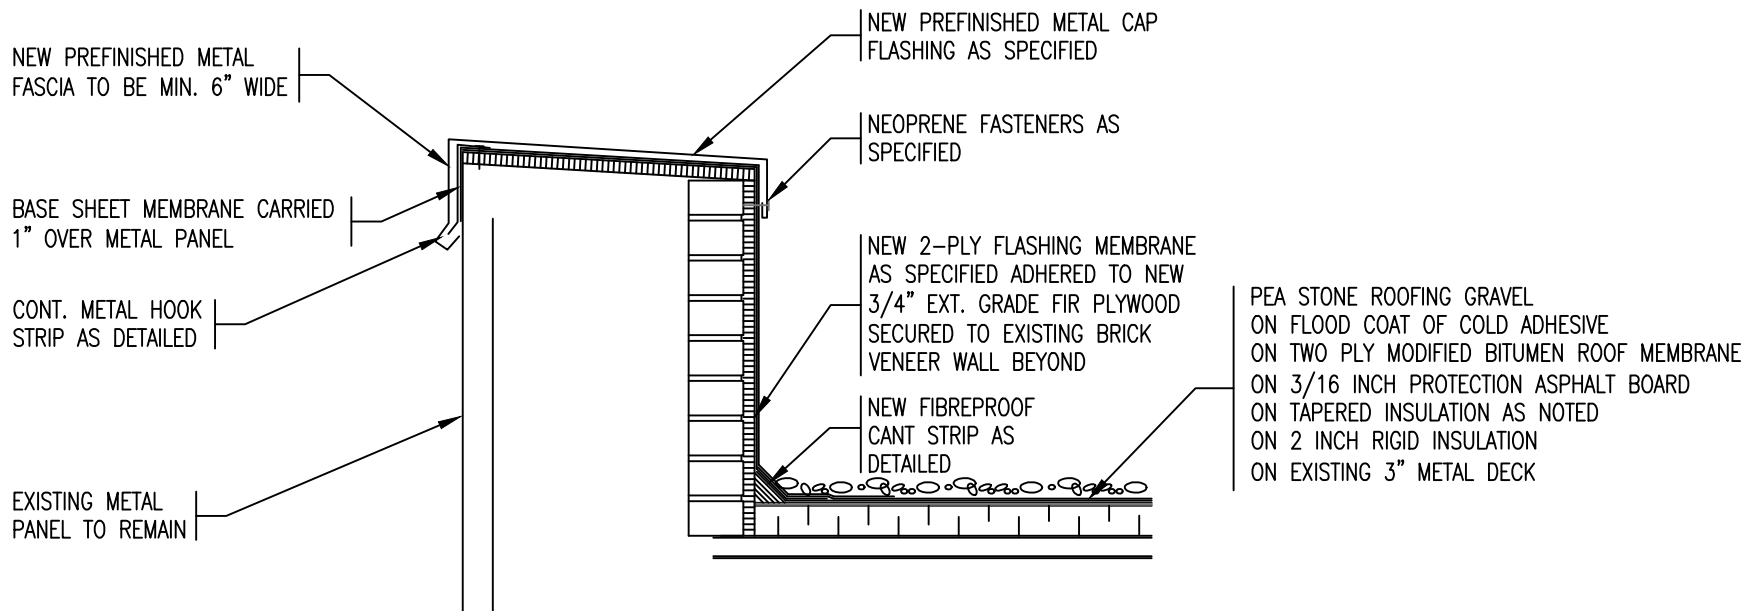 NEW PREFINISHED METAL
FASCIA TO BE MIN. 6” WIDE
BASE SHEET MEMBRANE CARRIED
1” OVER METAL PANEL
CONT. METAL HOOK
STRIP AS DETAILED
EXISTING METAL
PANEL TO REMAIN
NEW PREFINISHED METAL CAP
FLASHING AS SPECIFIED
NEOPRENE FASTENERS AS
SPECIFIED
NEW 2-PLY FLASHING MEMBRANE
AS SPECIFIED ADHERED TO NEW
3/4” EXT. GRADE FIR PLYWOOD
SECURED TO EXISTING BRICK
VENEER WALL BEYOND
NEW FIBREPROOF
CANT STRIP AS
DETAILED
PEA STONE ROOFING GRAVEL
ON FLOOD COAT OF COLD ADHESIVE
ON TWO PLY MODIFIED BITUMEN ROOF MEMBRANE
ON 3/16 INCH PROTECTION ASPHALT BOARD
ON TAPERED INSULATION AS NOTED
ON 2 INCH RIGID INSULATION
ON EXISTING 3” METAL DECK